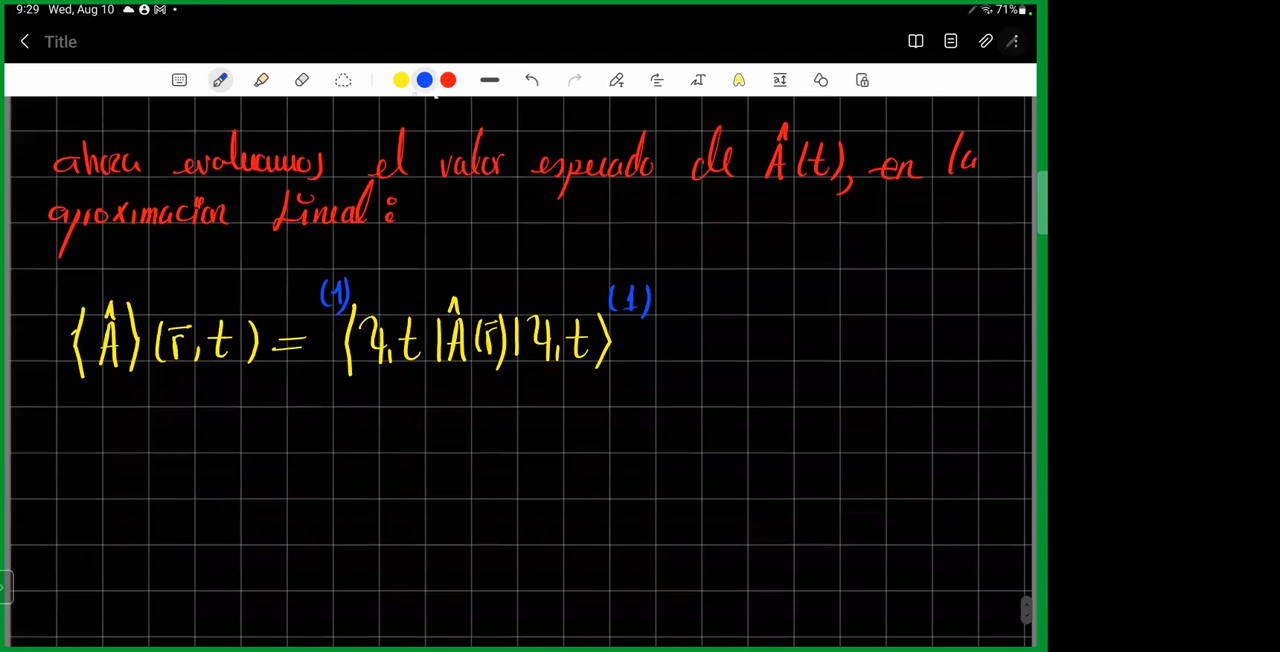 9:29 Wed, Aug 10
71%
Title
ahora evaluamos el valor esperado de Â(t), en la
aproximacion Lineal:
⟨Â⟩(r̄,t) = ⁽¹⁾⟨Ψ,t|Â(r̄)|Ψ,t⟩⁽¹⁾